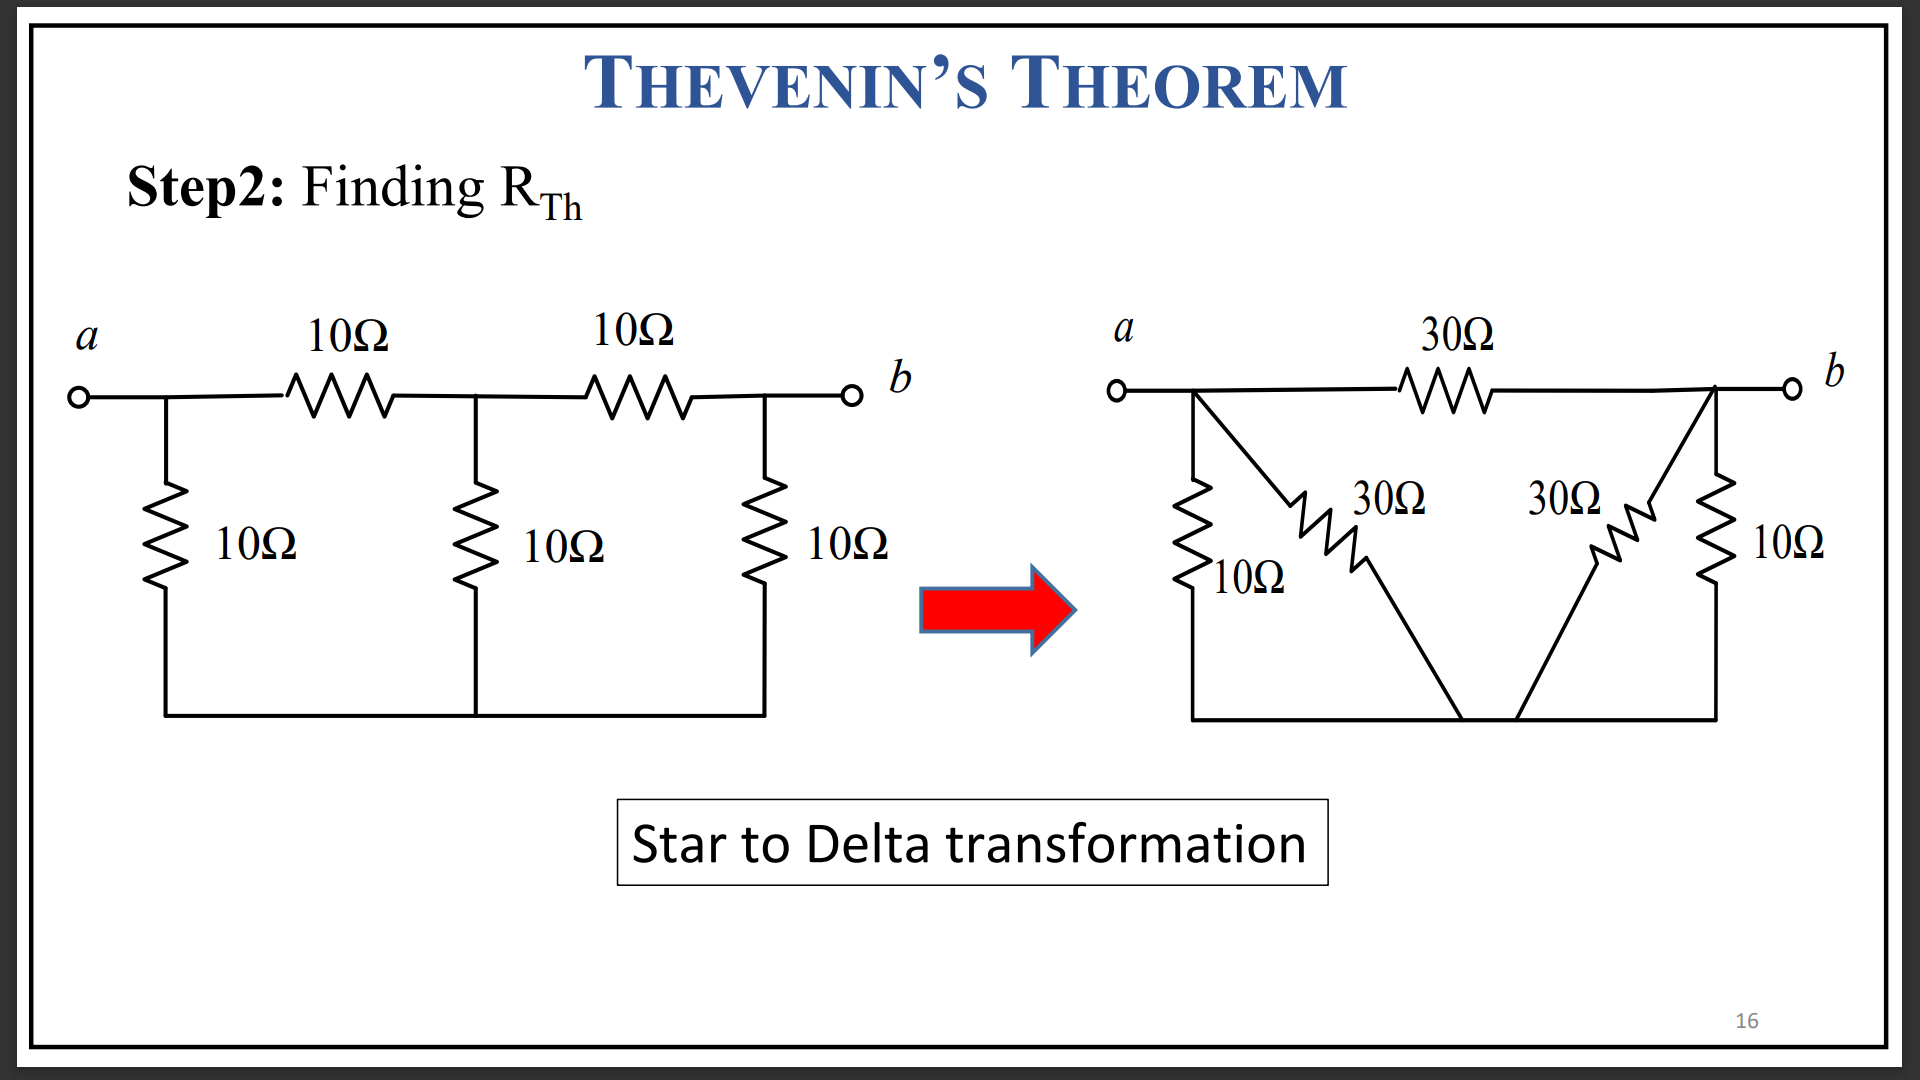 THEVENIN’S THEOREM
Step2: Finding RTh
a
10Ω
10Ω
b
10Ω
10Ω
10Ω
a
30Ω
b
30Ω
30Ω
10Ω
10Ω
Star to Delta transformation
16